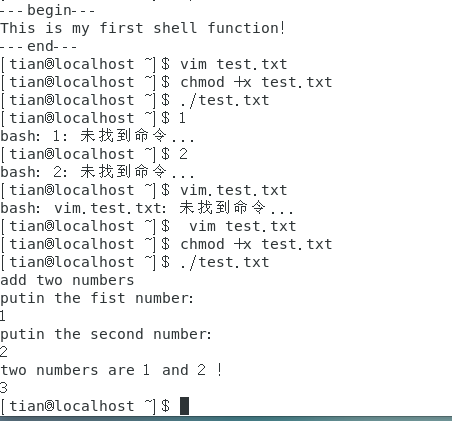 ---begin---
This is my first shell function!
---end---
[tian@localhost ~]$ vim test.txt
[tian@localhost ~]$ chmod +x test.txt
[tian@localhost ~]$ ./test.txt
[tian@localhost ~]$ 1
bash: 1: 未找到命令...
[tian@localhost ~]$ 2
bash: 2: 未找到命令...
[tian@localhost ~]$ vim.test.txt
bash: vim.test.txt: 未找到命令...
[tian@localhost ~]$  vim test.txt
[tian@localhost ~]$ chmod +x test.txt
[tian@localhost ~]$ ./test.txt
add two numbers
putin the fist number:
1
putin the second number:
2
two numbers are 1 and 2 !
3
[tian@localhost ~]$